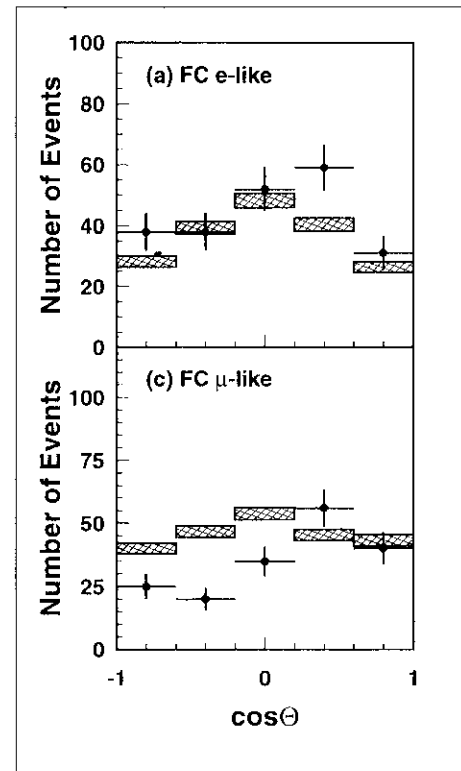 100
(a) FC e-like
80
60
40
20
0
Number of Events
(c) FC μ-like
100
75
50
25
0
Number of Events
-1
0
1
cosΘ